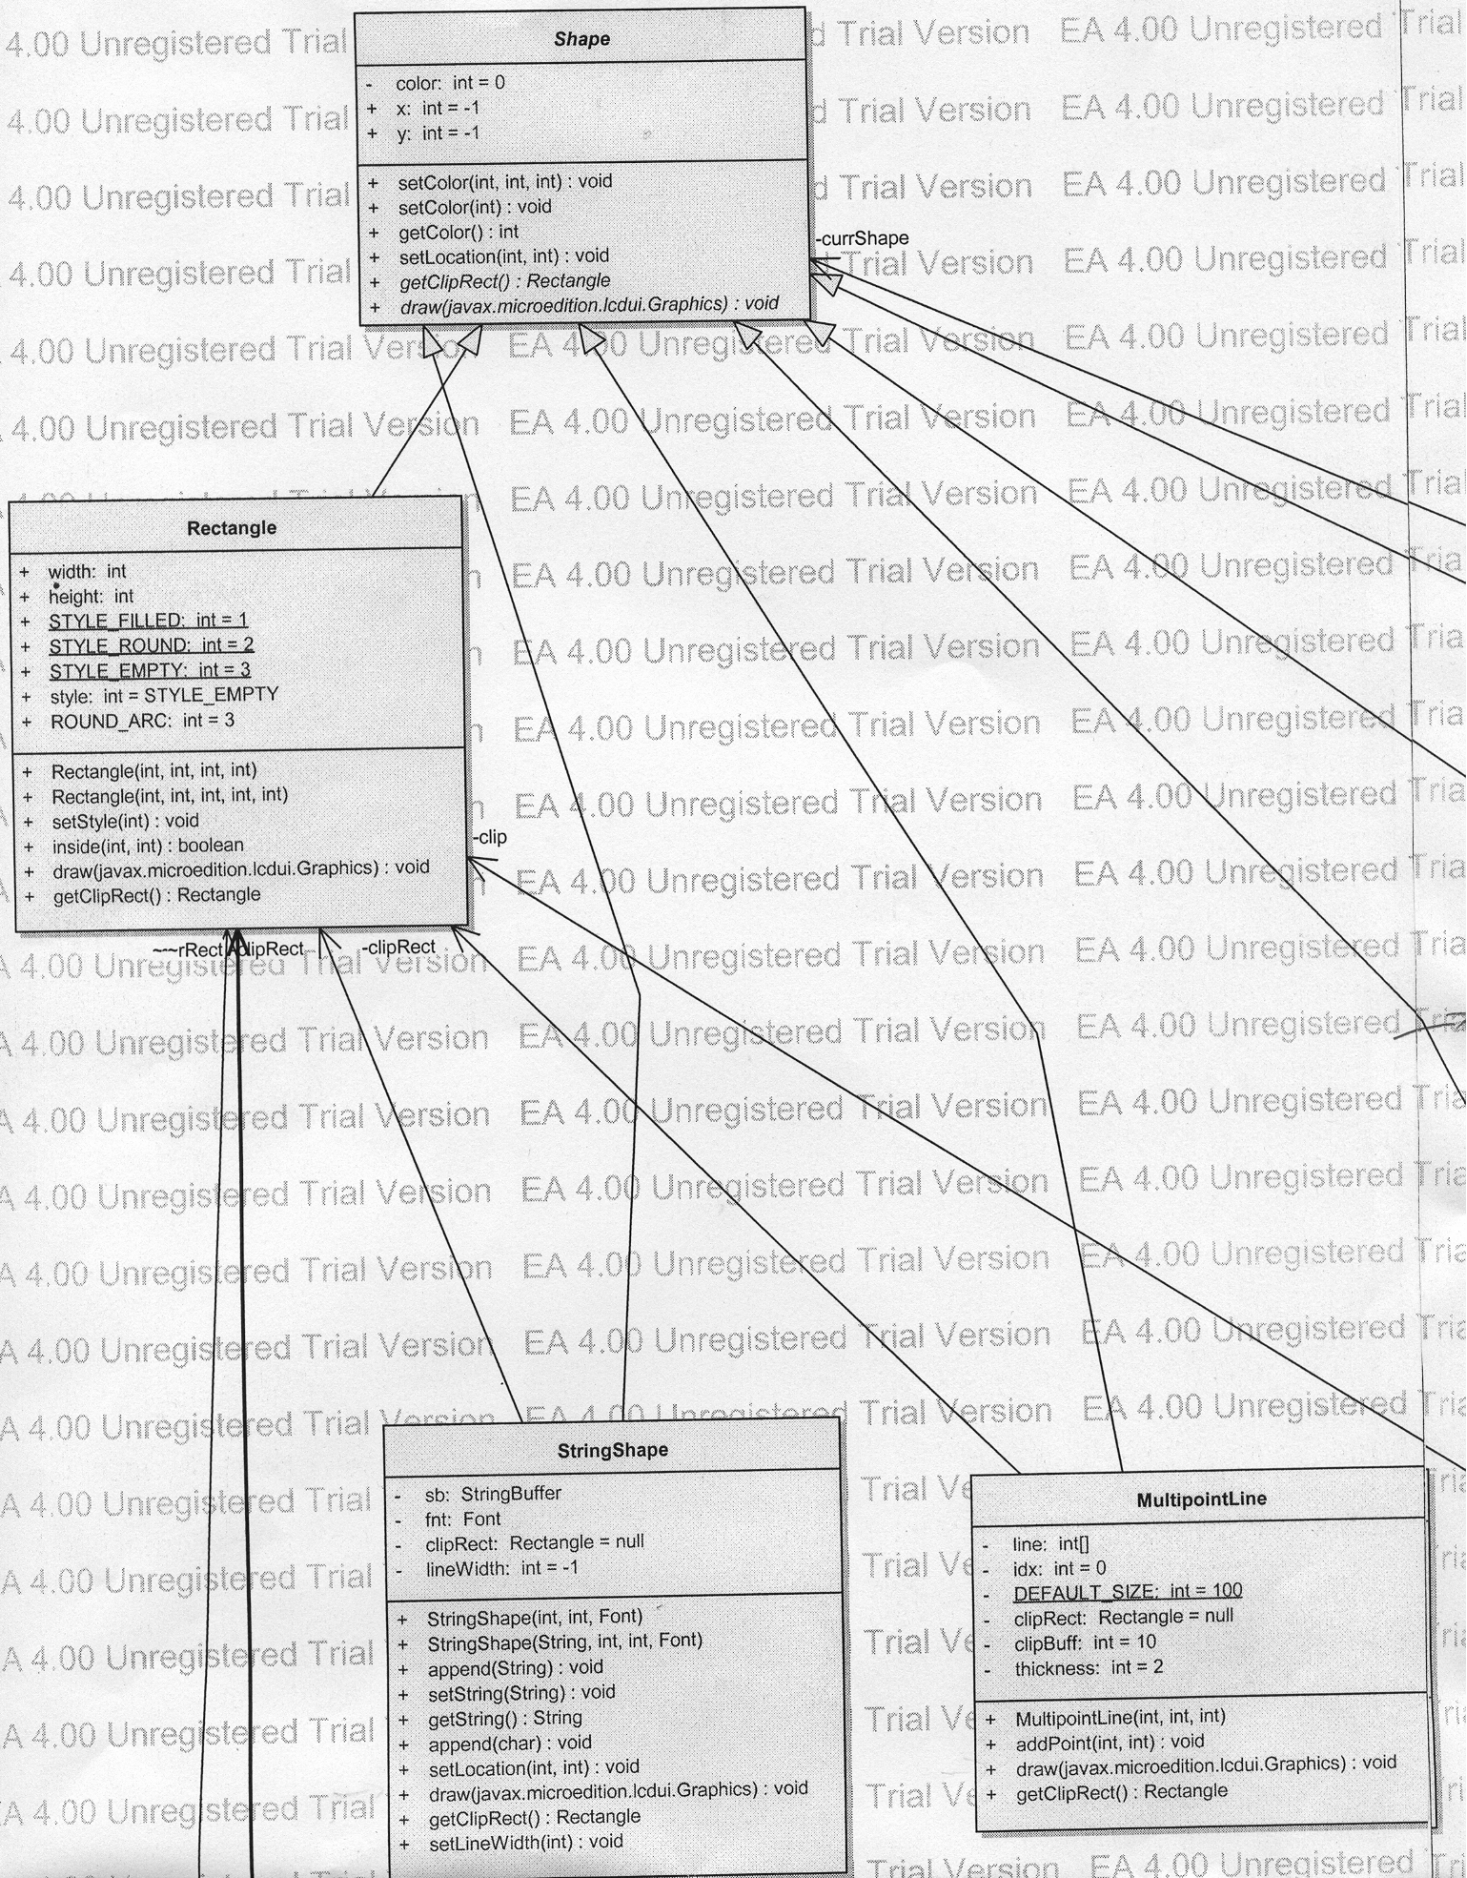 Shape
- color: int = 0
+ x: int = -1
+ y: int = -1
+ setColor(int, int, int) : void
+ setColor(int) : void
+ getColor() : int
+ setLocation(int, int) : void
+ getClipRect() : Rectangle
+ draw(javax.microedition.lcdui.Graphics) : void
-currShape
Rectangle
+ width: int
+ height: int
+ STYLE_FILLED: int = 1
+ STYLE_ROUND: int = 2
+ STYLE_EMPTY: int = 3
+ style: int = STYLE_EMPTY
+ ROUND_ARC: int = 3
+ Rectangle(int, int, int, int)
+ Rectangle(int, int, int, int, int)
+ setStyle(int) : void
+ inside(int, int) : boolean
+ draw(javax.microedition.lcdui.Graphics) : void
+ getClipRect() : Rectangle
-clip
-clipRect
StringShape
- sb: StringBuffer
- fnt: Font
- clipRect: Rectangle = null
- lineWidth: int = -1
+ StringShape(int, int, Font)
+ StringShape(String, int, int, Font)
+ append(String) : void
+ setString(String) : void
+ getString() : String
+ append(char) : void
+ setLocation(int, int) : void
+ draw(javax.microedition.lcdui.Graphics) : void
+ getClipRect() : Rectangle
+ setLineWidth(int) : void
MultipointLine
- line: int[]
- idx: int = 0
- DEFAULT_SIZE: int = 100
- clipRect: Rectangle = null
- clipBuff: int = 10
- thickness: int = 2
+ MultipointLine(int, int, int)
+ addPoint(int, int) : void
+ draw(javax.microedition.lcdui.Graphics) : void
+ getClipRect() : Rectangle
EA 4.00 Unregistered Trial Version